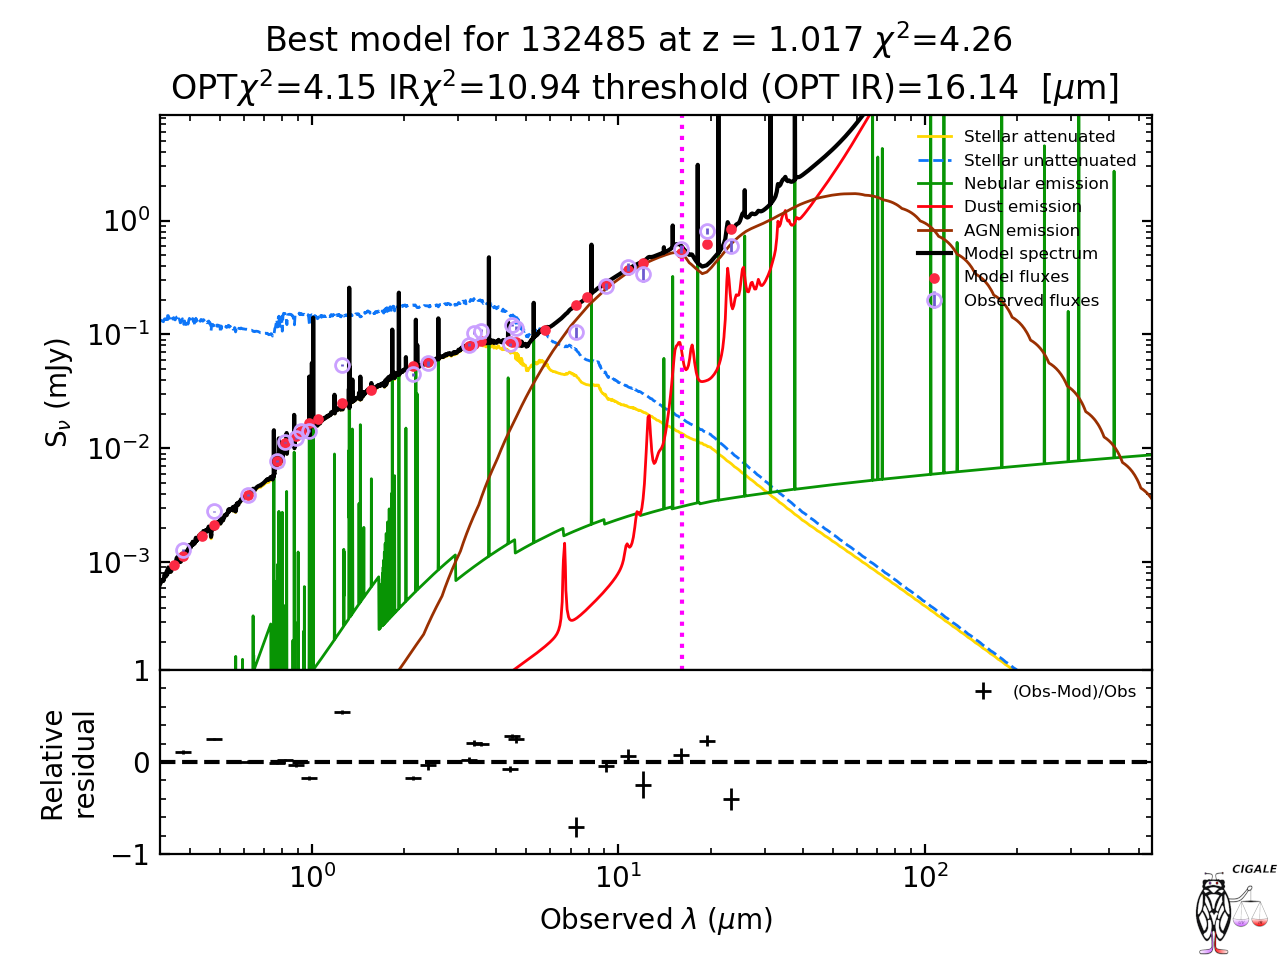 Best model for 132485 at z = 1.017 χ²=4.26
OPTχ²=4.15 IRχ²=10.94 threshold (OPT IR)=16.14 [μm]
Stellar attenuated
Stellar unattenuated
Nebular emission
Dust emission
AGN emission
Model spectrum
Model fluxes
Observed fluxes
10⁰
10⁻¹
10⁻²
10⁻³
S_ν (mJy)
1
0
−1
Relative
residual
(Obs-Mod)/Obs
10⁰
10¹
10²
Observed λ (μm)
CIGALE